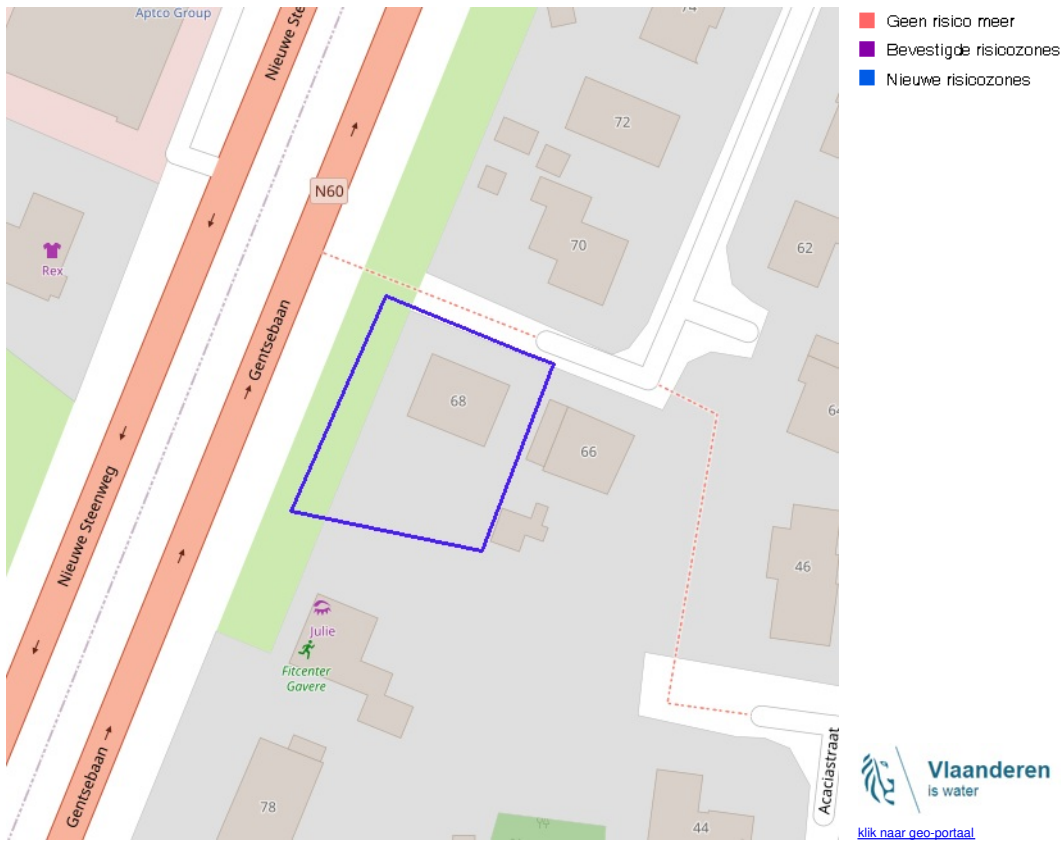 Aptco Group
Nieuwe Ste
74
Geen risico meer
Bevestigde risicozones
Nieuwe risicozones
72
N60
Rex
70
62
Gentsebaan
68
66
64
Nieuwe Steenweg
46
Julie
Fitcenter
Gavere
Gentsebaan
78
44
Acaciastraat
Vlaanderen
is water
klik naar geo-portaal